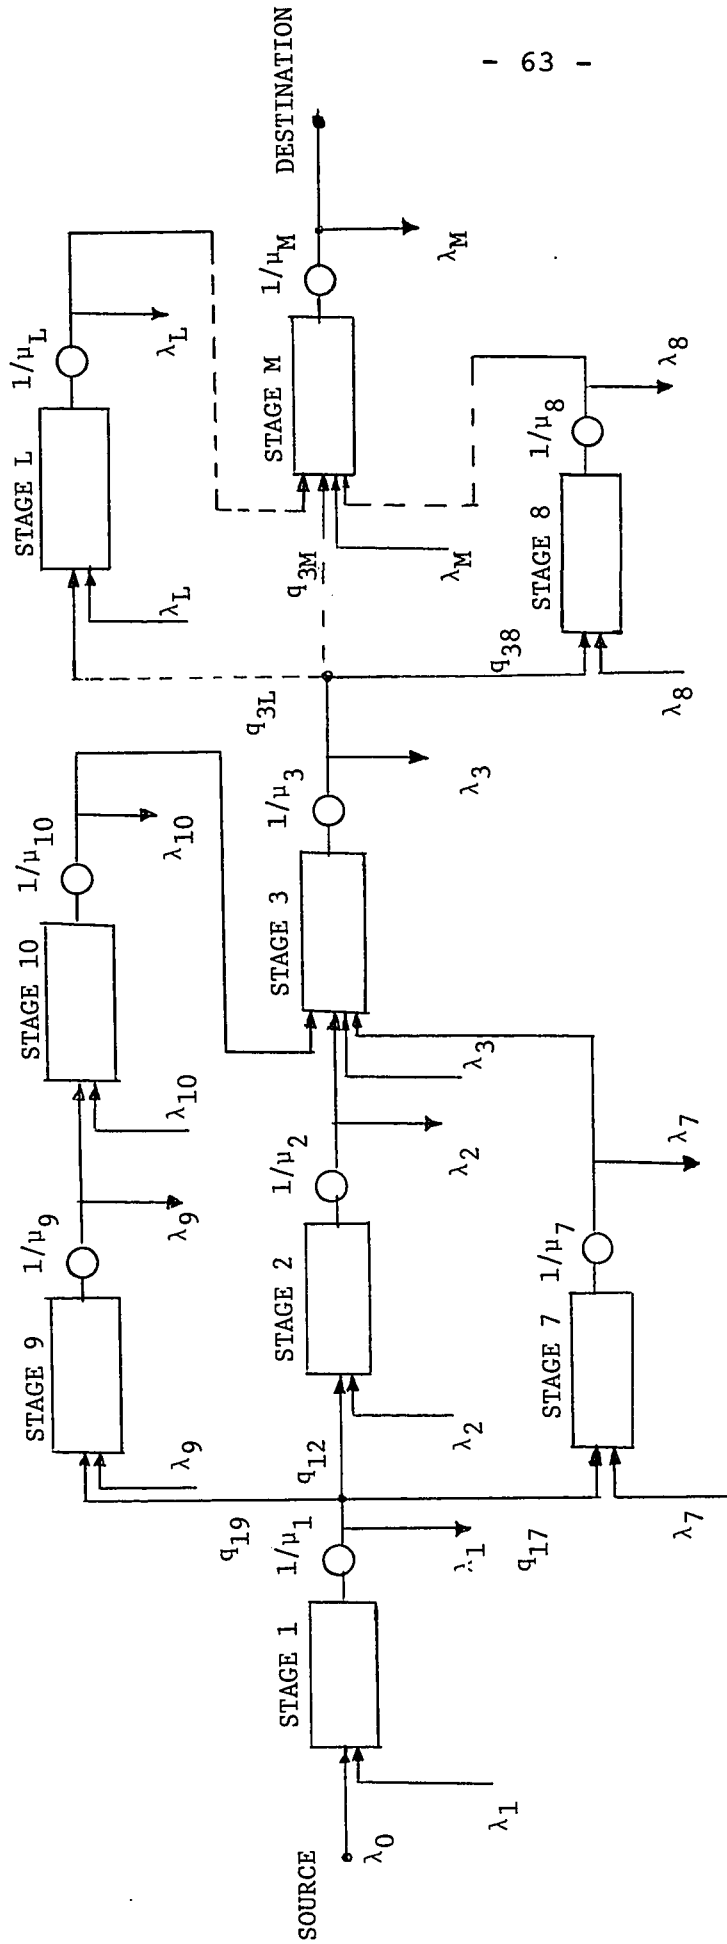 - 63 -
SOURCE
λ0
λ1
STAGE 1
1/μ1
λ1
q19
q12
q17
λ9
STAGE 9
1/μ9
λ9
λ10
STAGE 10
1/μ10
λ10
λ2
STAGE 2
1/μ2
λ2
λ7
STAGE 7
1/μ7
λ7
λ3
STAGE 3
1/μ3
λ3
q3L
q3M
q38
λL
STAGE L
1/μL
λL
λM
STAGE M
1/μM
λM
λ8
STAGE 8
1/μ8
λ8
DESTINATION